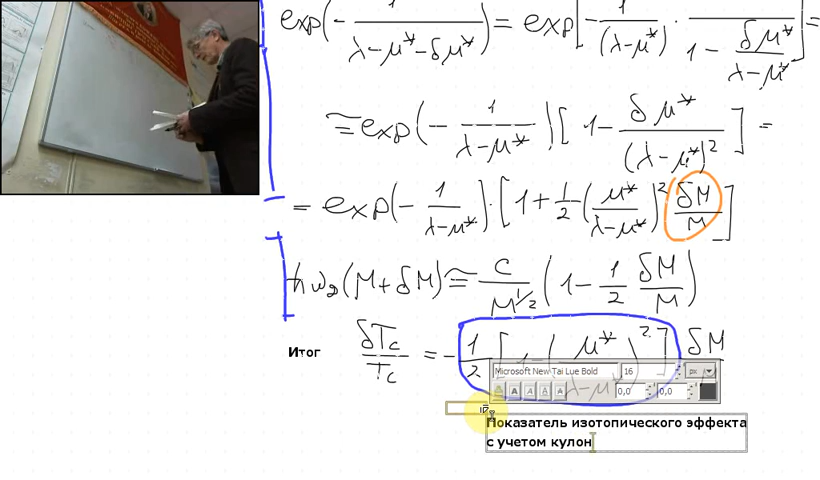 exp(- 1/(λ-μ*-δμ*)) = exp[- 1/(λ-μ*) · 1/(1 - δμ*/(λ-μ*))] =
≅ exp(- 1/(λ-μ*)) [1 - δμ*/(λ-μ*)²] =
= exp(- 1/(λ-μ*)) · [1 + 1/2 (μ*/(λ-μ*))² δM/M]
ħω_D(M+δM) ≅ C/M^(1/2) (1 - 1/2 δM/M)
Итог δTc/Tc = - 1/2 [1 - (μ*/λ-μ)²] δM
Microsoft New Tai Lue Bold 16 px
A A A A 0,0 0,0
Показатель изотопического эффекта
с учетом кулон